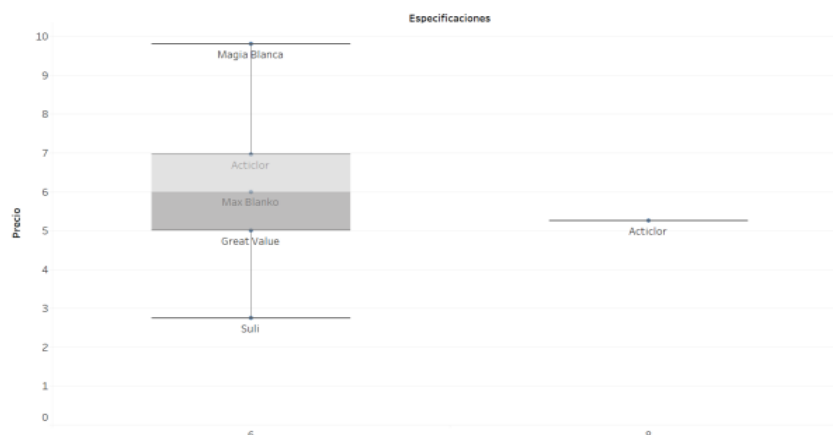 Especificaciones
10
Magia Blanca
9
8
7
Acticlor
6
Max Blanko
Precio
5
Great Value
Acticlor
4
3
Suli
2
1
0